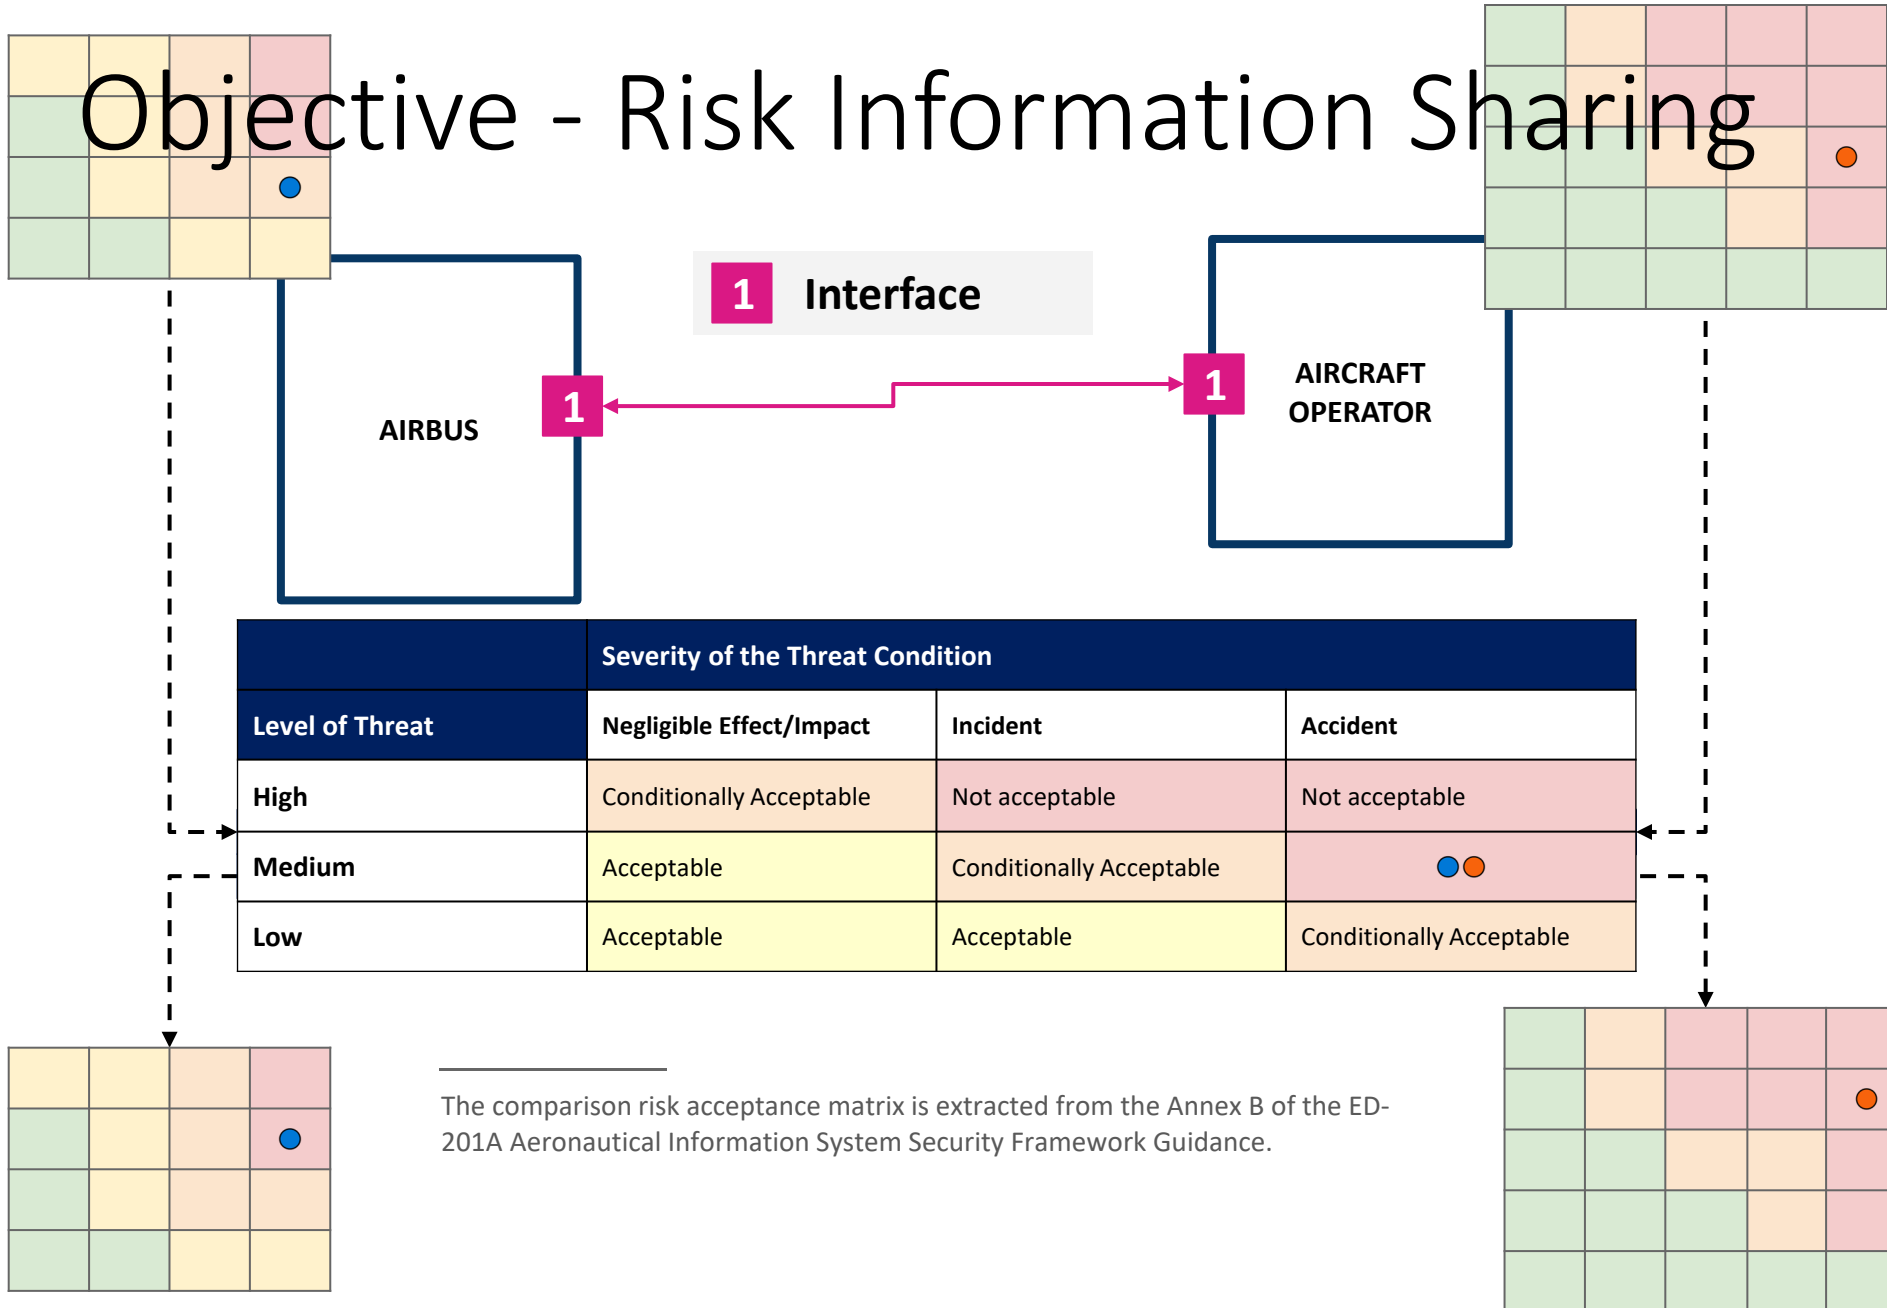 Objective - Risk Information Sharing
1 Interface
AIRBUS
1
1
AIRCRAFT
OPERATOR
Severity of the Threat Condition
Level of Threat Negligible Effect/Impact Incident Accident
High Conditionally Acceptable Not acceptable Not acceptable
Medium Acceptable Conditionally Acceptable
Low Acceptable Acceptable Conditionally Acceptable
The comparison risk acceptance matrix is extracted from the Annex B of the ED-
201A Aeronautical Information System Security Framework Guidance.